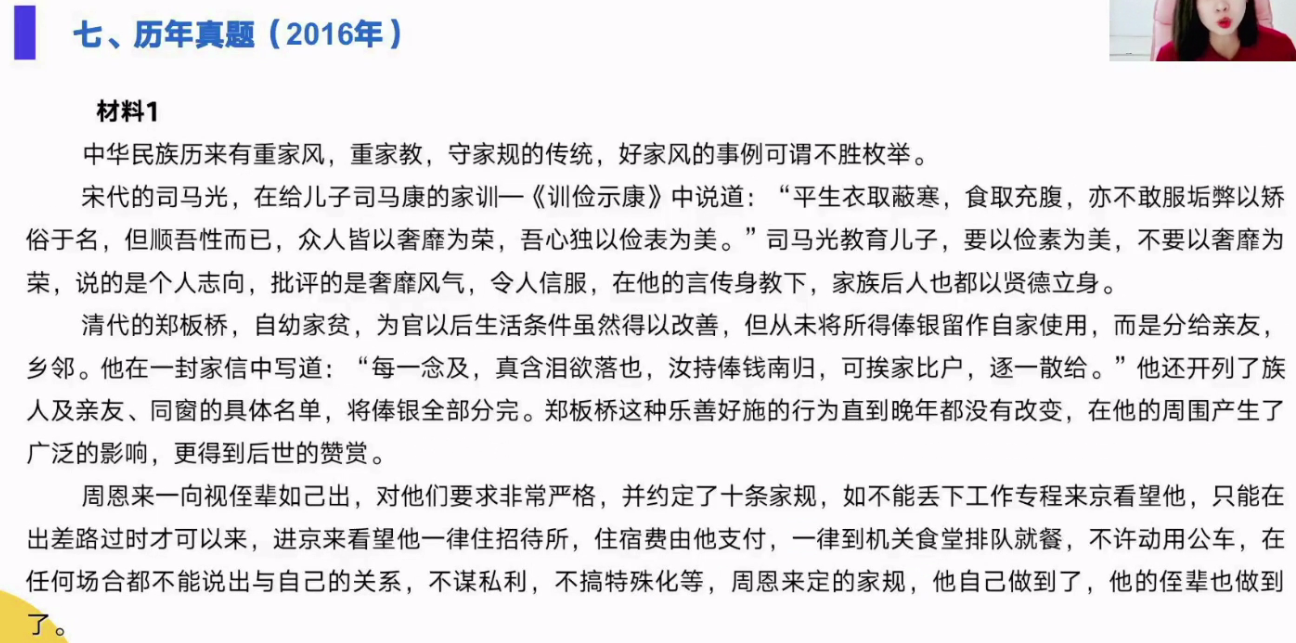 七、历年真题（2016年）
材料1
中华民族历来有重家风，重家教，守家规的传统，好家风的事例可谓不胜枚举。
宋代的司马光，在给儿子司马康的家训—《训俭示康》中说道：“平生衣取蔽寒，食取充腹，亦不敢服垢弊以矫
俗于名，但顺吾性而已，众人皆以奢靡为荣，吾心独以俭表为美。”司马光教育儿子，要以俭素为美，不要以奢靡为
荣，说的是个人志向，批评的是奢靡风气，令人信服，在他的言传身教下，家族后人也都以贤德立身。
清代的郑板桥，自幼家贫，为官以后生活条件虽然得以改善，但从未将所得俸银留作自家使用，而是分给亲友，
乡邻。他在一封家信中写道：“每一念及，真含泪欲落也，汝持俸钱南归，可挨家比户，逐一散给。”他还开列了族
人及亲友、同窗的具体名单，将俸银全部分完。郑板桥这种乐善好施的行为直到晚年都没有改变，在他的周围产生了
广泛的影响，更得到后世的赞赏。
周恩来一向视侄辈如己出，对他们要求非常严格，并约定了十条家规，如不能丢下工作专程来京看望他，只能在
出差路过时才可以来，进京来看望他一律住招待所，住宿费由他支付，一律到机关食堂排队就餐，不许动用公车，在
任何场合都不能说出与自己的关系，不谋私利，不搞特殊化等，周恩来定的家规，他自己做到了，他的侄辈也做到
了。